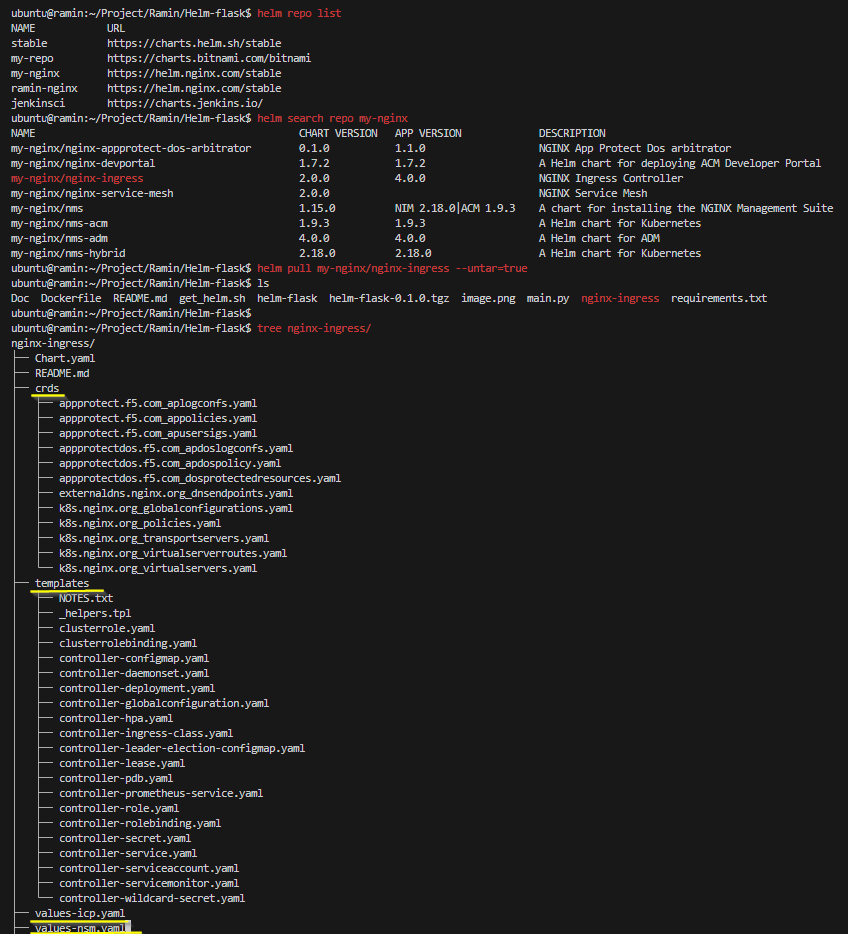 ubuntu@ramin:~/Project/Ramin/Helm-flask$ helm repo list
NAME            URL
stable          https://charts.helm.sh/stable
my-repo         https://charts.bitnami.com/bitnami
my-nginx        https://helm.nginx.com/stable
ramin-nginx     https://helm.nginx.com/stable
jenkinsci       https://charts.jenkins.io/
ubuntu@ramin:~/Project/Ramin/Helm-flask$ helm search repo my-nginx
NAME                                            CHART VERSION   APP VERSION             DESCRIPTION
my-nginx/nginx-appprotect-dos-arbitrator        0.1.0           1.1.0                   NGINX App Protect Dos arbitrator
my-nginx/nginx-devportal                        1.7.2           1.7.2                   A Helm chart for deploying ACM Developer Portal
my-nginx/nginx-ingress                          2.0.0           4.0.0                   NGINX Ingress Controller
my-nginx/nginx-service-mesh                     2.0.0                                   NGINX Service Mesh
my-nginx/nms                                    1.15.0          NIM 2.18.0|ACM 1.9.3    A chart for installing the NGINX Management Suite
my-nginx/nms-acm                                1.9.3           1.9.3                   A Helm chart for Kubernetes
my-nginx/nms-adm                                4.0.0           4.0.0                   A Helm chart for ADM
my-nginx/nms-hybrid                             2.18.0          2.18.0                  A Helm chart for Kubernetes
ubuntu@ramin:~/Project/Ramin/Helm-flask$ helm pull my-nginx/nginx-ingress --untar=true
ubuntu@ramin:~/Project/Ramin/Helm-flask$ ls
Doc  Dockerfile  README.md  get_helm.sh  helm-flask  helm-flask-0.1.0.tgz  image.png  main.py  nginx-ingress  requirements.txt
ubuntu@ramin:~/Project/Ramin/Helm-flask$
ubuntu@ramin:~/Project/Ramin/Helm-flask$ tree nginx-ingress/
nginx-ingress/
├── Chart.yaml
├── README.md
├── crds
│   ├── appprotect.f5.com_aplogconfs.yaml
│   ├── appprotect.f5.com_appolicies.yaml
│   ├── appprotect.f5.com_apusersigs.yaml
│   ├── appprotectdos.f5.com_apdoslogconfs.yaml
│   ├── appprotectdos.f5.com_apdospolicy.yaml
│   ├── appprotectdos.f5.com_dosprotectedresources.yaml
│   ├── externaldns.nginx.org_dnsendpoints.yaml
│   ├── k8s.nginx.org_globalconfigurations.yaml
│   ├── k8s.nginx.org_policies.yaml
│   ├── k8s.nginx.org_transportservers.yaml
│   ├── k8s.nginx.org_virtualserverroutes.yaml
│   └── k8s.nginx.org_virtualservers.yaml
├── templates
│   ├── NOTES.txt
│   ├── _helpers.tpl
│   ├── clusterrole.yaml
│   ├── clusterrolebinding.yaml
│   ├── controller-configmap.yaml
│   ├── controller-daemonset.yaml
│   ├── controller-deployment.yaml
│   ├── controller-globalconfiguration.yaml
│   ├── controller-hpa.yaml
│   ├── controller-ingress-class.yaml
│   ├── controller-leader-election-configmap.yaml
│   ├── controller-lease.yaml
│   ├── controller-pdb.yaml
│   ├── controller-prometheus-service.yaml
│   ├── controller-role.yaml
│   ├── controller-rolebinding.yaml
│   ├── controller-secret.yaml
│   ├── controller-service.yaml
│   ├── controller-serviceaccount.yaml
│   ├── controller-servicemonitor.yaml
│   └── controller-wildcard-secret.yaml
├── values-icp.yaml
├── values-nsm.yaml